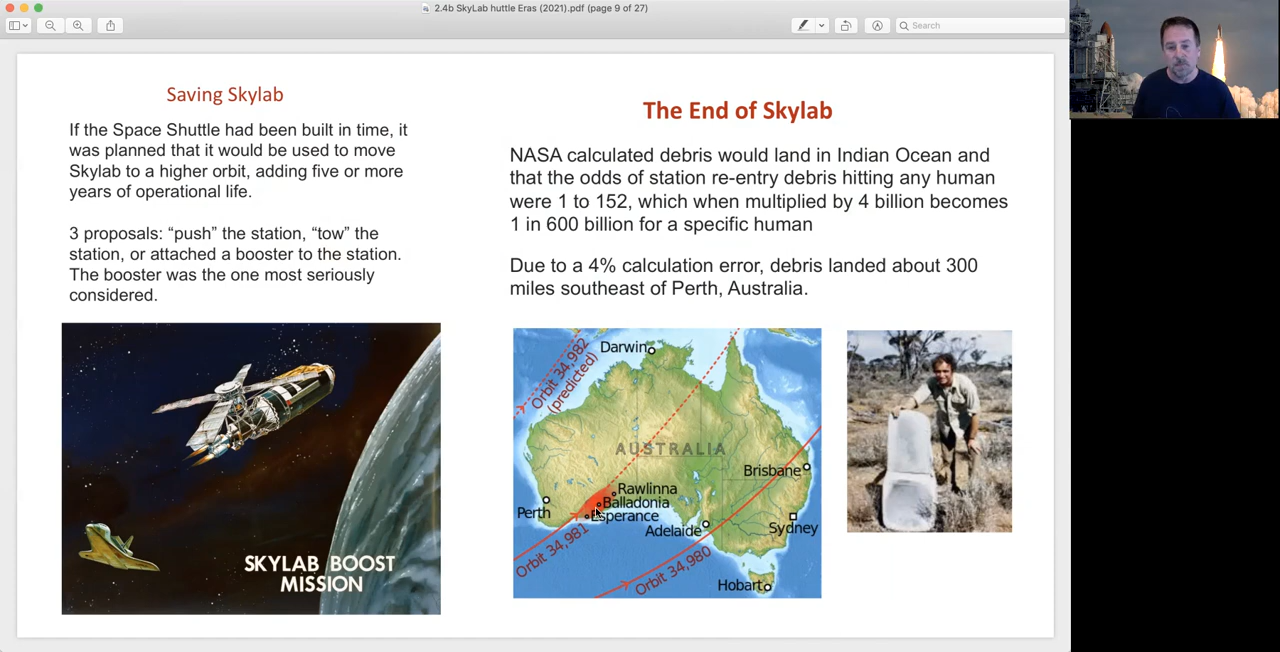 2.4b SkyLab huttle Eras (2021).pdf (page 9 of 27)
Search
Saving Skylab
If the Space Shuttle had been built in time, it
was planned that it would be used to move
Skylab to a higher orbit, adding five or more
years of operational life.
3 proposals: “push” the station, “tow” the
station, or attached a booster to the station.
The booster was the one most seriously
considered.
SKYLAB BOOST
MISSION
The End of Skylab
NASA calculated debris would land in Indian Ocean and
that the odds of station re-entry debris hitting any human
were 1 to 152, which when multiplied by 4 billion becomes
1 in 600 billion for a specific human
Due to a 4% calculation error, debris landed about 300
miles southeast of Perth, Australia.
Darwin
Orbit 34,982
(predicted)
AUSTRALIA
Brisbane
Rawlinna
Balladonia
Perth
Esperance
Adelaide
Sydney
Orbit 34,981
Orbit 34,980
Hobart